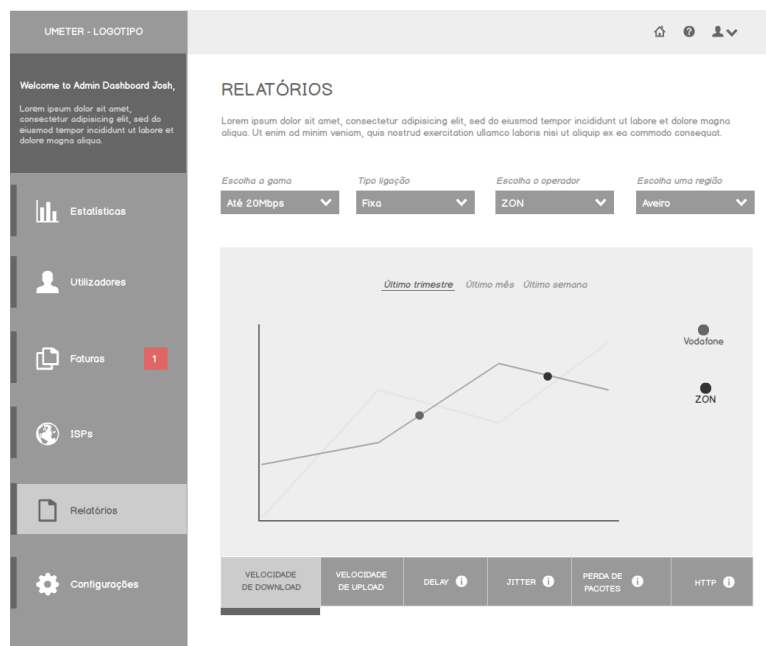 UMETER - LOGOTIPO
Welcome to Admin Dashboard Josh,
Lorem ipsum dolor sit amet,
consectetur adipisicing elit, sed do
eiusmod tempor incididunt ut labore et
dolore magna aliqua.
Estatísticas
Utilizadores
Faturas
1
ISPs
Relatórios
Configurações
RELATÓRIOS
Lorem ipsum dolor sit amet, consectetur adipisicing elit, sed do eiusmod tempor incididunt ut labore et dolore magna
aliqua. Ut enim ad minim veniam, quis nostrud exercitation ullamco laboris nisi ut aliquip ex ea commodo consequat.
Escolha a gama
Tipo ligação
Escolha o operador
Escolha uma região
Até 20Mbps
Fixa
ZON
Aveiro
Último trimestre
Último mês
Último semana
Vodafone
ZON
VELOCIDADE
DE DOWNLOAD
VELOCIDADE
DE UPLOAD
DELAY
JITTER
PERDA DE
PACOTES
HTTP